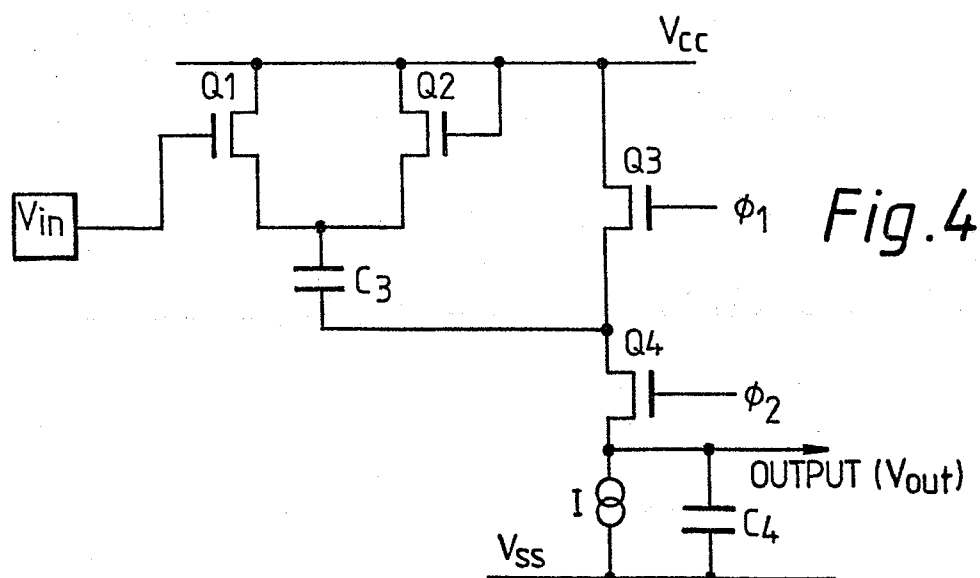 Vcc
Q1
Q2
Q3
Vin
ϕ1
Fig.4
C3
Q4
ϕ2
OUTPUT (Vout)
I
C4
Vss